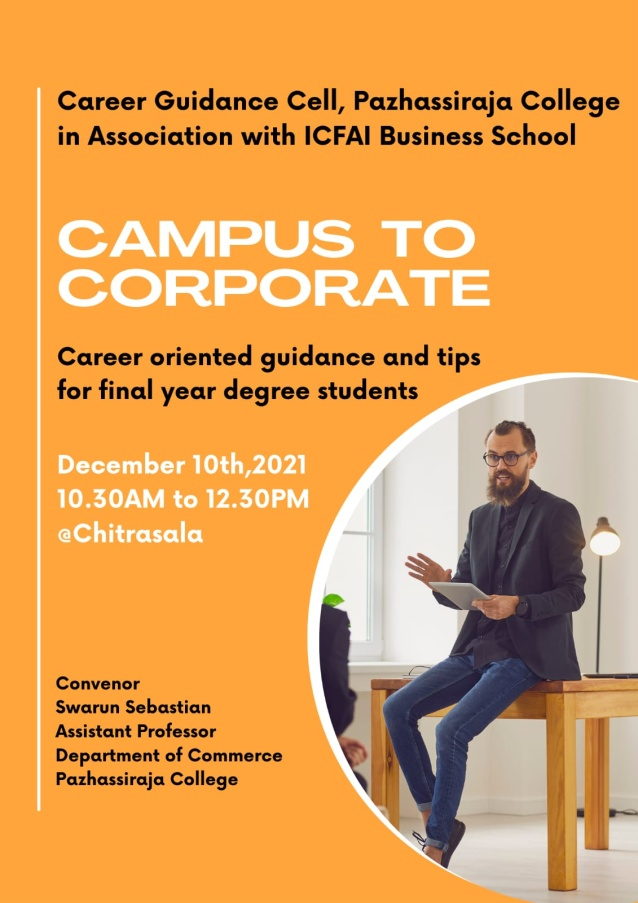 Career Guidance Cell, Pazhassiraja College
in Association with ICFAI Business School
CAMPUS TO
CORPORATE
Career oriented guidance and tips
for final year degree students
December 10th,2021
10.30AM to 12.30PM
@Chitrasala
Convenor
Swarun Sebastian
Assistant Professor
Department of Commerce
Pazhassiraja College